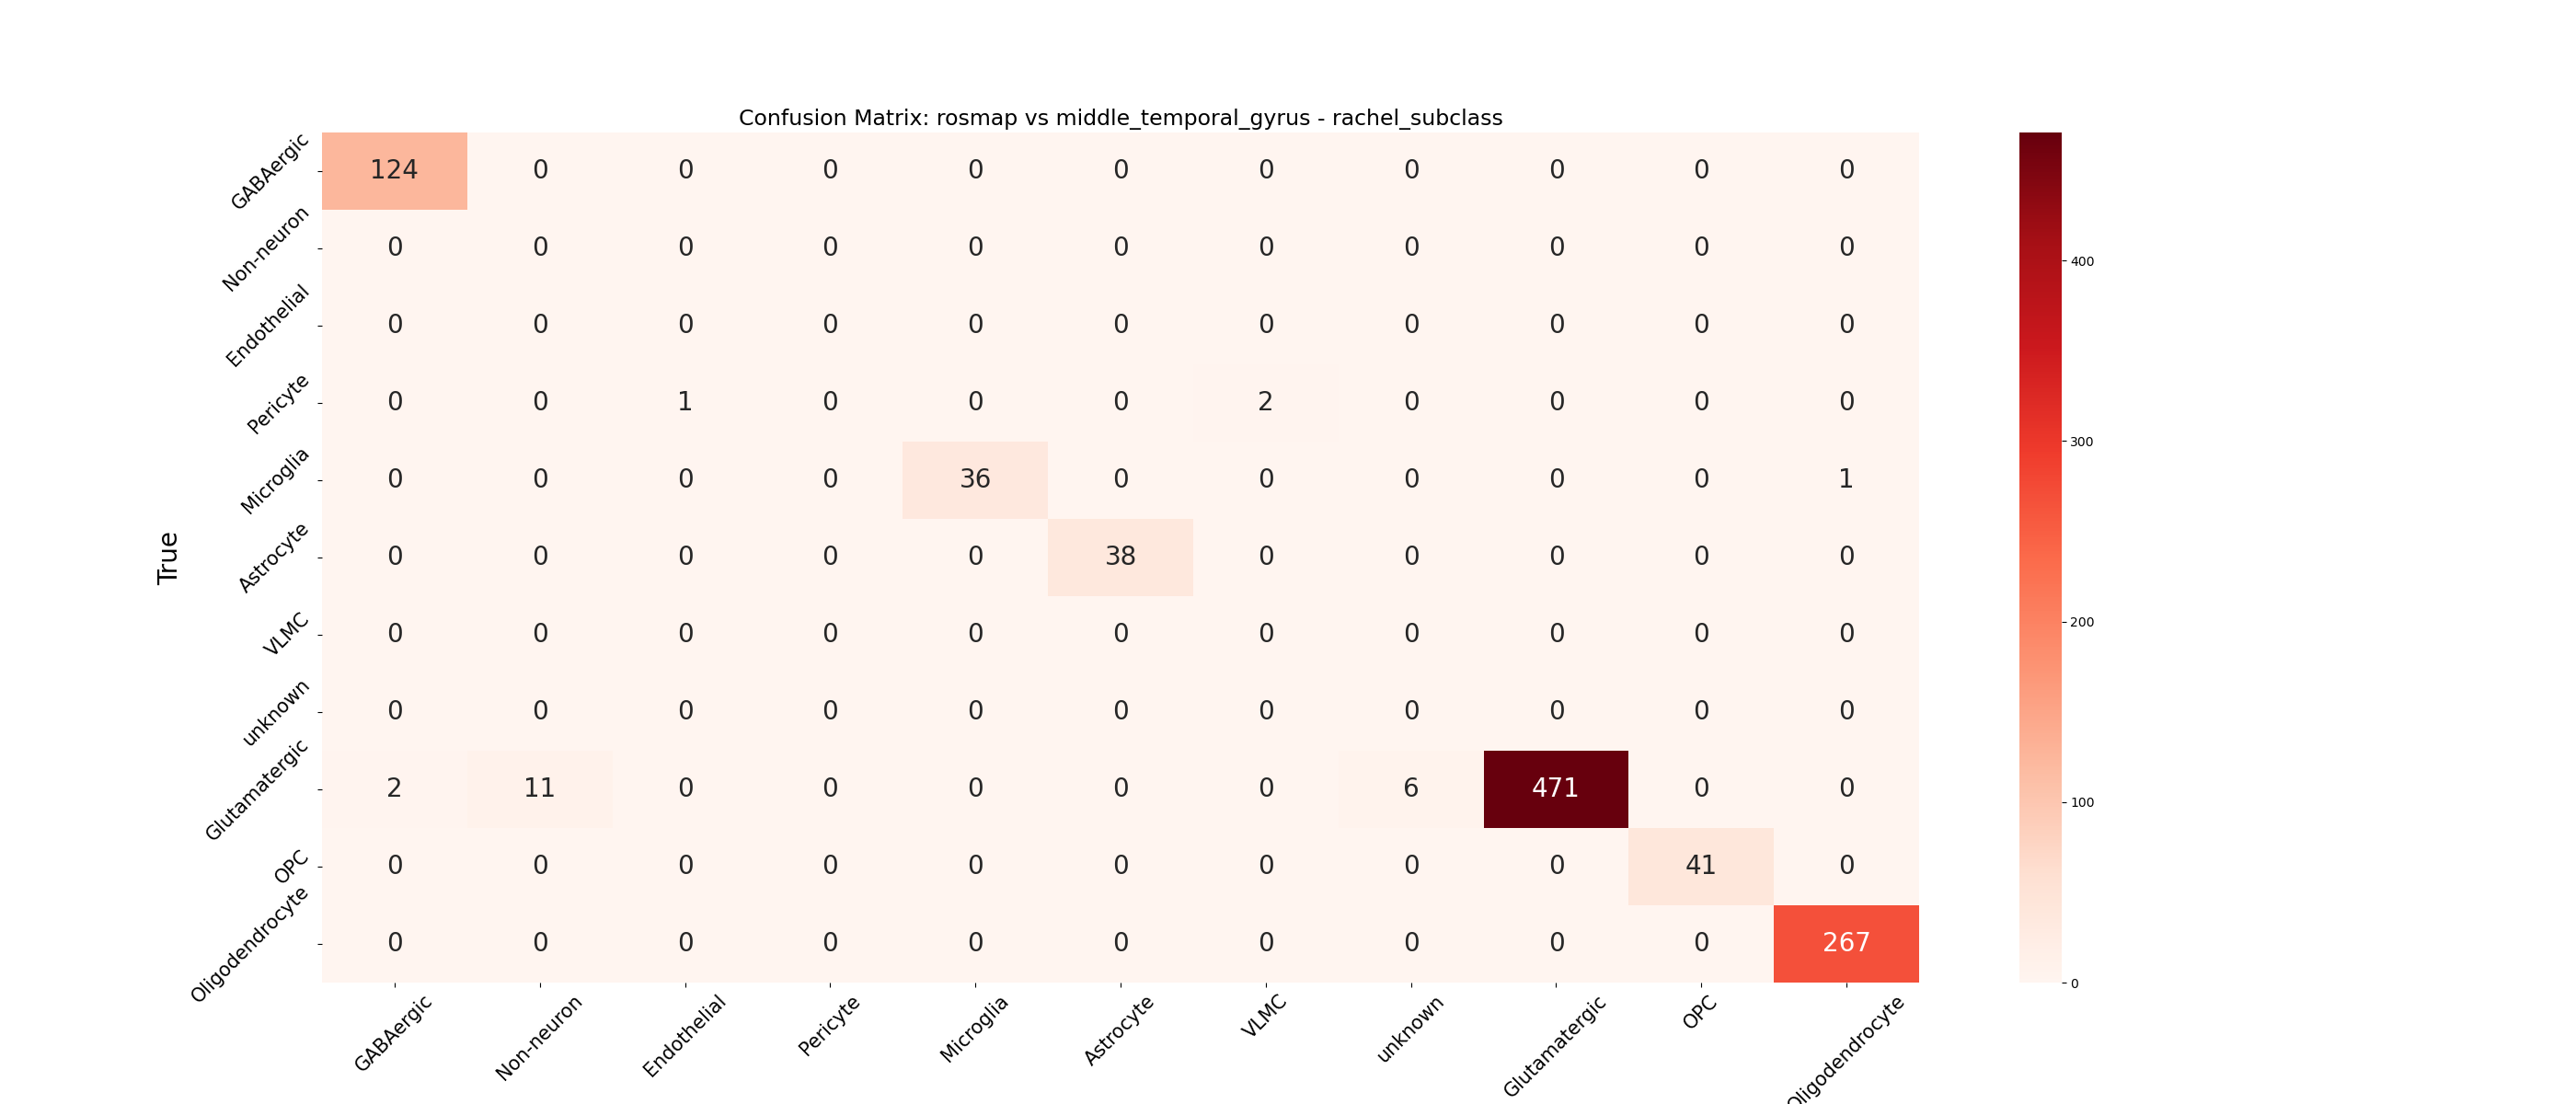 Confusion Matrix: rosmap vs middle_temporal_gyrus - rachel_subclass
True
GABAergic 124 0 0 0 0 0 0 0 0 0 0
Non-neuron 0 0 0 0 0 0 0 0 0 0 0
Endothelial 0 0 0 0 0 0 0 0 0 0 0
Pericyte 0 0 1 0 0 0 2 0 0 0 0
Microglia 0 0 0 0 36 0 0 0 0 0 1
Astrocyte 0 0 0 0 0 38 0 0 0 0 0
VLMC 0 0 0 0 0 0 0 0 0 0 0
unknown 0 0 0 0 0 0 0 0 0 0 0
Glutamatergic 2 11 0 0 0 0 0 6 471 0 0
OPC 0 0 0 0 0 0 0 0 0 41 0
Oligodendrocyte 0 0 0 0 0 0 0 0 0 0 267
GABAergic Non-neuron Endothelial Pericyte Microglia Astrocyte VLMC unknown Glutamatergic OPC Oligodendrocyte
400
300
200
100
0